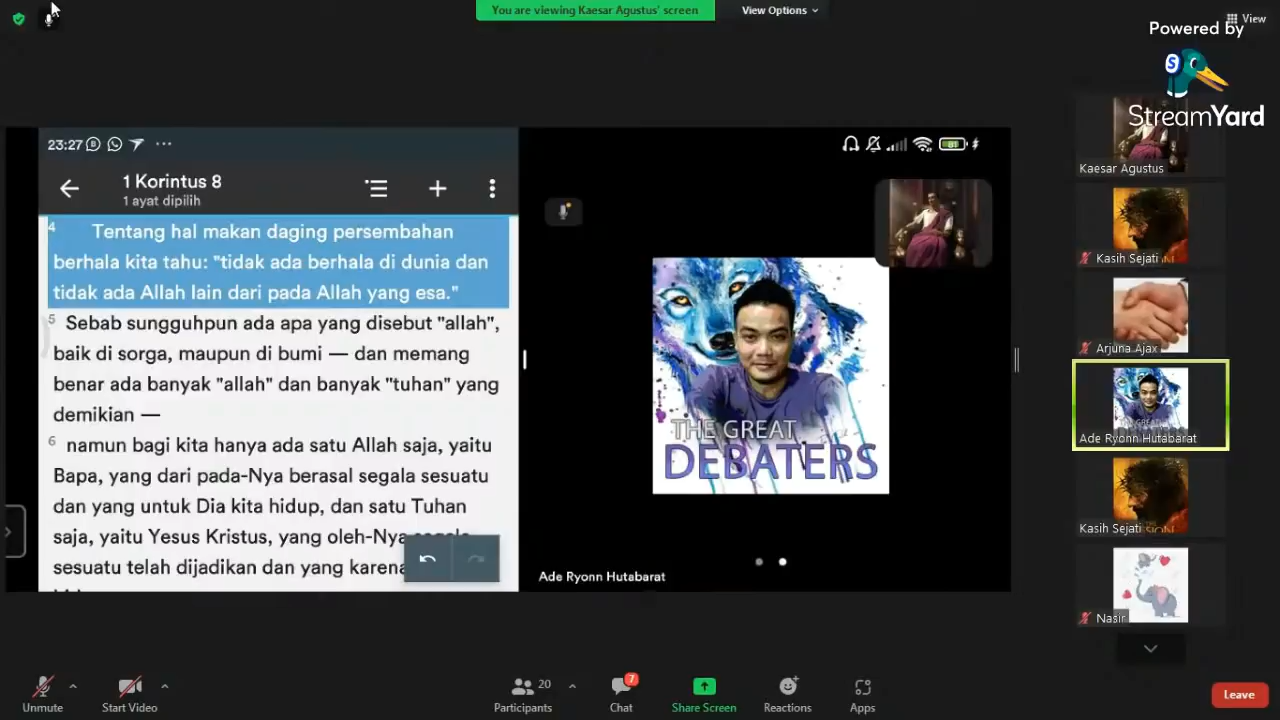 You are viewing Kaesar Agustus' screen
View Options
View
Powered by
StreamYard
23:27
1 Korintus 8
1 ayat dipilih
4 Tentang hal makan daging persembahan
berhala kita tahu: "tidak ada berhala di dunia dan
tidak ada Allah lain dari pada Allah yang esa."
5 Sebab sungguhpun ada apa yang disebut "allah",
baik di sorga, maupun di bumi — dan memang
benar ada banyak "allah" dan banyak "tuhan" yang
demikian —
6 namun bagi kita hanya ada satu Allah saja, yaitu
Bapa, yang dari pada-Nya berasal segala sesuatu
dan yang untuk Dia kita hidup, dan satu Tuhan
saja, yaitu Yesus Kristus, yang oleh-Nya segala
sesuatu telah dijadikan dan yang karena
81
THE GREAT
DEBATERS
Ade Ryonn Hutabarat
Kaesar Agustus
Kasih Sejati
Arjuna Ajax
Ade Ryonn Hutabarat
Kasih Sejati
Nasir
Unmute
Start Video
Participants
20
Chat
7
Share Screen
Reactions
Apps
Leave